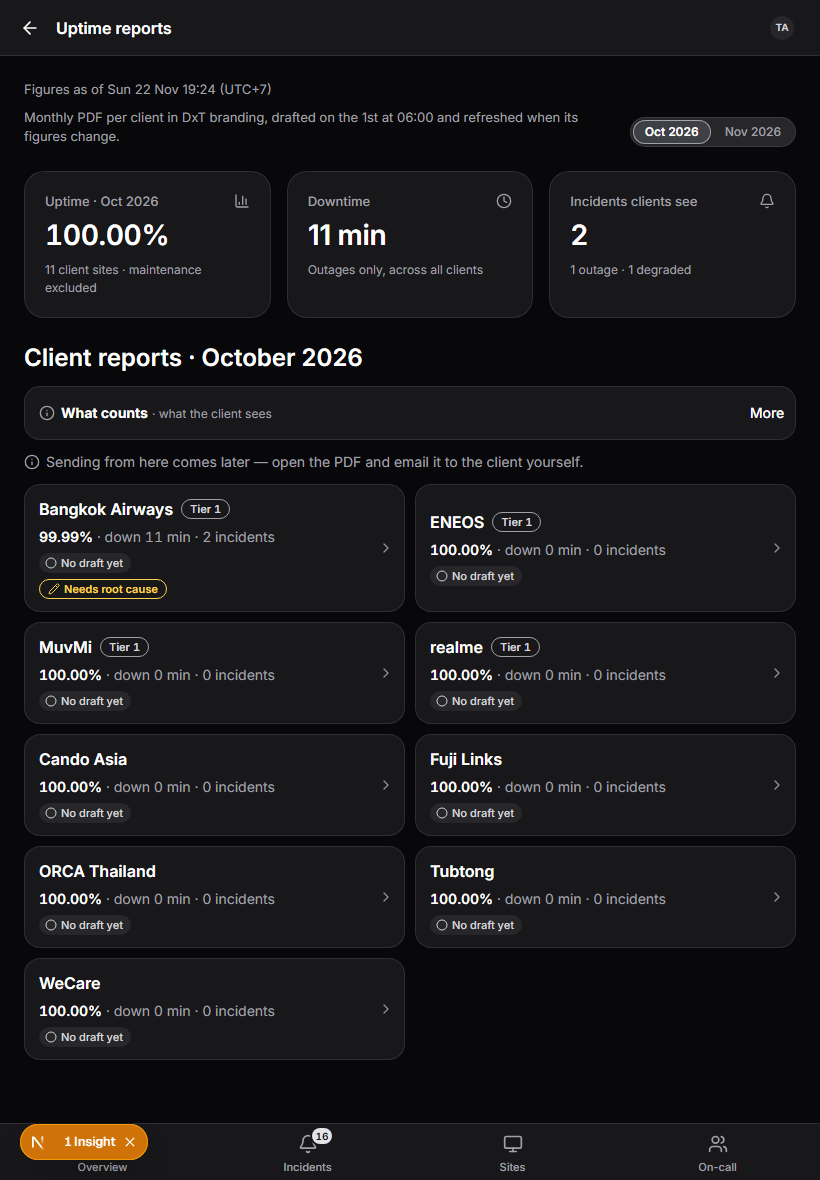 Uptime reports
TA
Figures as of Sun 22 Nov 19:24 (UTC+7)
Monthly PDF per client in DxT branding, drafted on the 1st at 06:00 and refreshed when its
figures change.
Oct 2026
Nov 2026
Uptime · Oct 2026
100.00%
11 client sites · maintenance
excluded
Downtime
11 min
Outages only, across all clients
Incidents clients see
2
1 outage · 1 degraded
Client reports · October 2026
What counts · what the client sees
More
Sending from here comes later — open the PDF and email it to the client yourself.
Bangkok Airways Tier 1
99.99% · down 11 min · 2 incidents
No draft yet
Needs root cause
ENEOS Tier 1
100.00% · down 0 min · 0 incidents
No draft yet
MuvMi Tier 1
100.00% · down 0 min · 0 incidents
No draft yet
realme Tier 1
100.00% · down 0 min · 0 incidents
No draft yet
Cando Asia
100.00% · down 0 min · 0 incidents
No draft yet
Fuji Links
100.00% · down 0 min · 0 incidents
No draft yet
ORCA Thailand
100.00% · down 0 min · 0 incidents
No draft yet
Tubtong
100.00% · down 0 min · 0 incidents
No draft yet
WeCare
100.00% · down 0 min · 0 incidents
No draft yet
N 1 Insight
Overview
16
Incidents
Sites
On-call